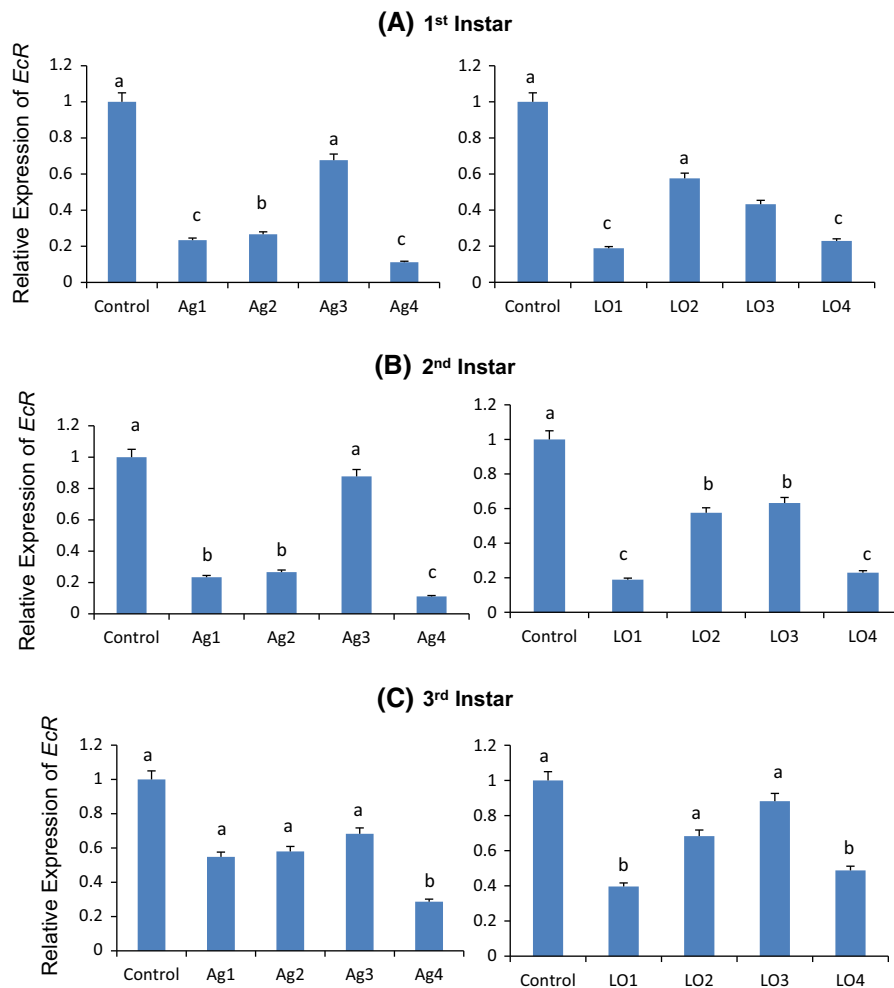 (A) 1st Instar
Relative Expression of EcR
1.2
1
0.8
0.6
0.4
0.2
0
a
c
b
a
c
Control Ag1 Ag2 Ag3 Ag4
1.2
1
0.8
0.6
0.4
0.2
0
a
c
a
c
Control LO1 LO2 LO3 LO4
(B) 2nd Instar
Relative Expression of EcR
1.2
1
0.8
0.6
0.4
0.2
0
a
b
b
a
c
Control Ag1 Ag2 Ag3 Ag4
1.2
1
0.8
0.6
0.4
0.2
0
a
c
b
b
c
Control LO1 LO2 LO3 LO4
(C) 3rd Instar
Relative Expression of EcR
1.2
1
0.8
0.6
0.4
0.2
0
a
a
a
a
b
Control Ag1 Ag2 Ag3 Ag4
1.2
1
0.8
0.6
0.4
0.2
0
a
b
a
a
b
Control LO1 LO2 LO3 LO4